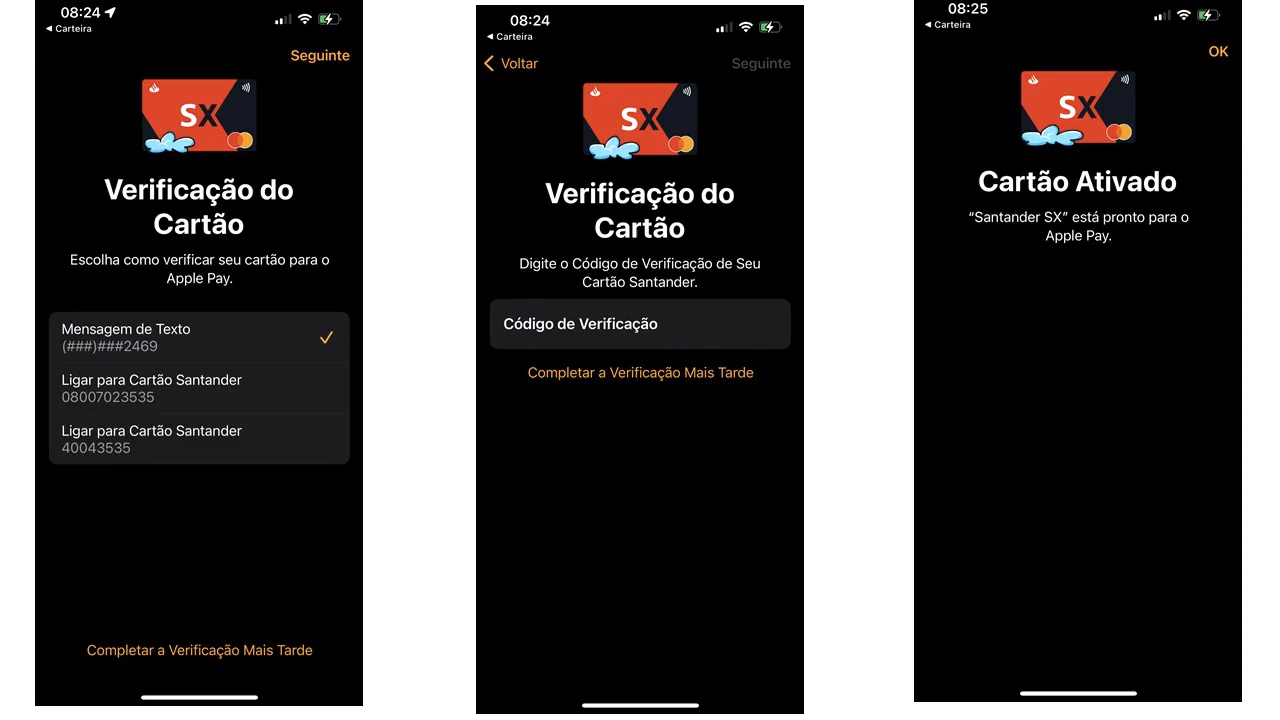 08:24
◀ Carteira
Seguinte
SX
Verificação do
Cartão
Escolha como verificar seu cartão para o
Apple Pay.
Mensagem de Texto
(###)###2469
Ligar para Cartão Santander
08007023535
Ligar para Cartão Santander
40043535
Completar a Verificação Mais Tarde
08:24
◀ Carteira
Voltar
Seguinte
SX
Verificação do
Cartão
Digite o Código de Verificação de Seu
Cartão Santander.
Código de Verificação
Completar a Verificação Mais Tarde
08:25
◀ Carteira
OK
SX
Cartão Ativado
“Santander SX” está pronto para o
Apple Pay.